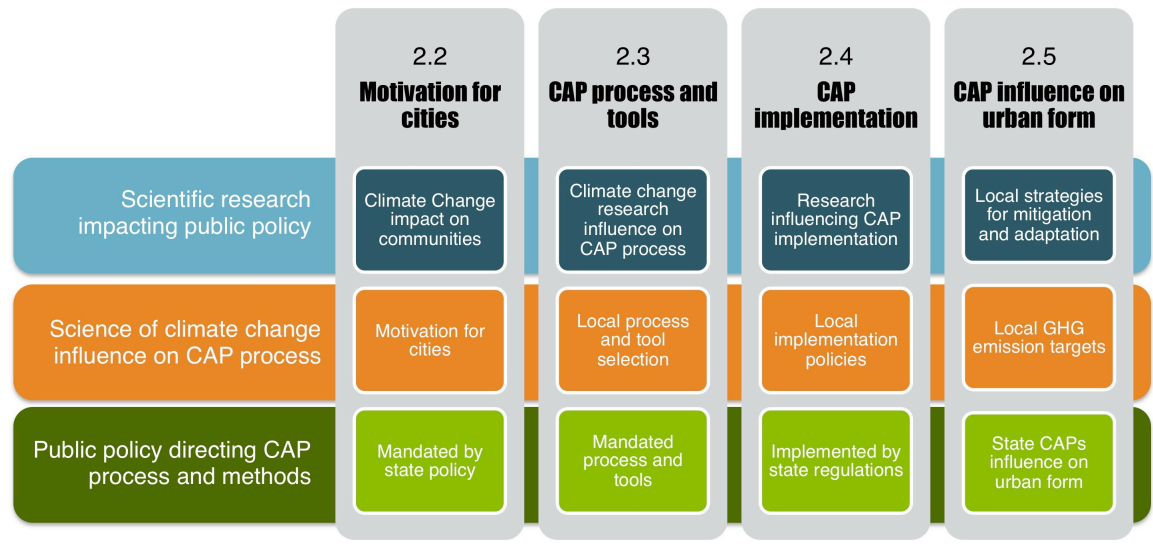 2.2
Motivation for
cities
2.3
CAP process and
tools
2.4
CAP
implementation
2.5
CAP influence on
urban form
Scientific research
impacting public policy
Climate Change
impact on
communities
Climate change
research
influence on
CAP process
Research
influencing CAP
implementation
Local strategies
for mitigation
and adaptation
Science of climate change
influence on CAP process
Motivation for
cities
Local process
and tool
selection
Local
implementation
policies
Local GHG
emission targets
Public policy directing CAP
process and methods
Mandated by
state policy
Mandated
process and
tools
Implemented by
state regulations
State CAPs
influence on
urban form